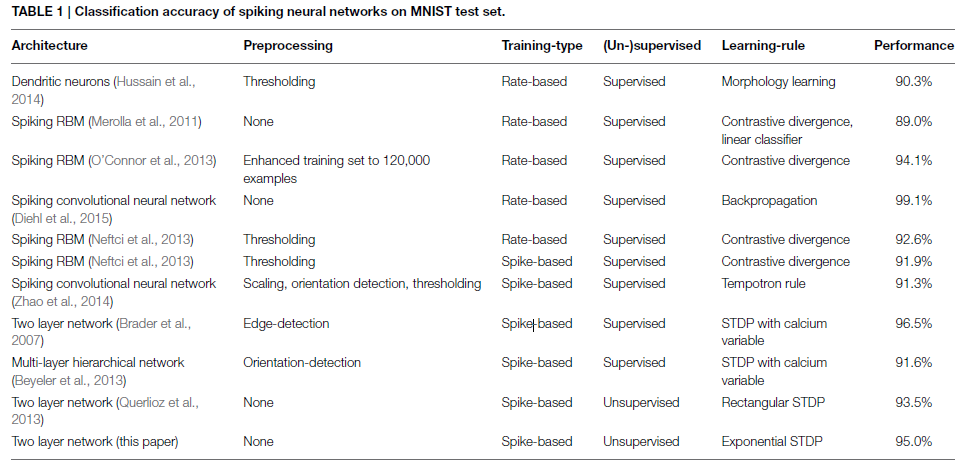 TABLE 1 | Classification accuracy of spiking neural networks on MNIST test set.
Architecture Preprocessing Training-type (Un-)supervised Learning-rule Performance
Dendritic neurons (Hussain et al., Thresholding Rate-based Supervised Morphology learning 90.3%
2014)
Spiking RBM (Merolla et al., 2011) None Rate-based Supervised Contrastive divergence, 89.0%
linear classifier
Spiking RBM (O'Connor et al., 2013) Enhanced training set to 120,000 Rate-based Supervised Contrastive divergence 94.1%
examples
Spiking convolutional neural network None Rate-based Supervised Backpropagation 99.1%
(Diehl et al., 2015)
Spiking RBM (Neftci et al., 2013) Thresholding Rate-based Supervised Contrastive divergence 92.6%
Spiking RBM (Neftci et al., 2013) Thresholding Spike-based Supervised Contrastive divergence 91.9%
Spiking convolutional neural network Scaling, orientation detection, thresholding Spike-based Supervised Tempotron rule 91.3%
(Zhao et al., 2014)
Two layer network (Brader et al., Edge-detection Spike-based Supervised STDP with calcium 96.5%
2007) variable
Multi-layer hierarchical network Orientation-detection Spike-based Supervised STDP with calcium 91.6%
(Beyeler et al., 2013) variable
Two layer network (Querlioz et al., None Spike-based Unsupervised Rectangular STDP 93.5%
2013)
Two layer network (this paper) None Spike-based Unsupervised Exponential STDP 95.0%